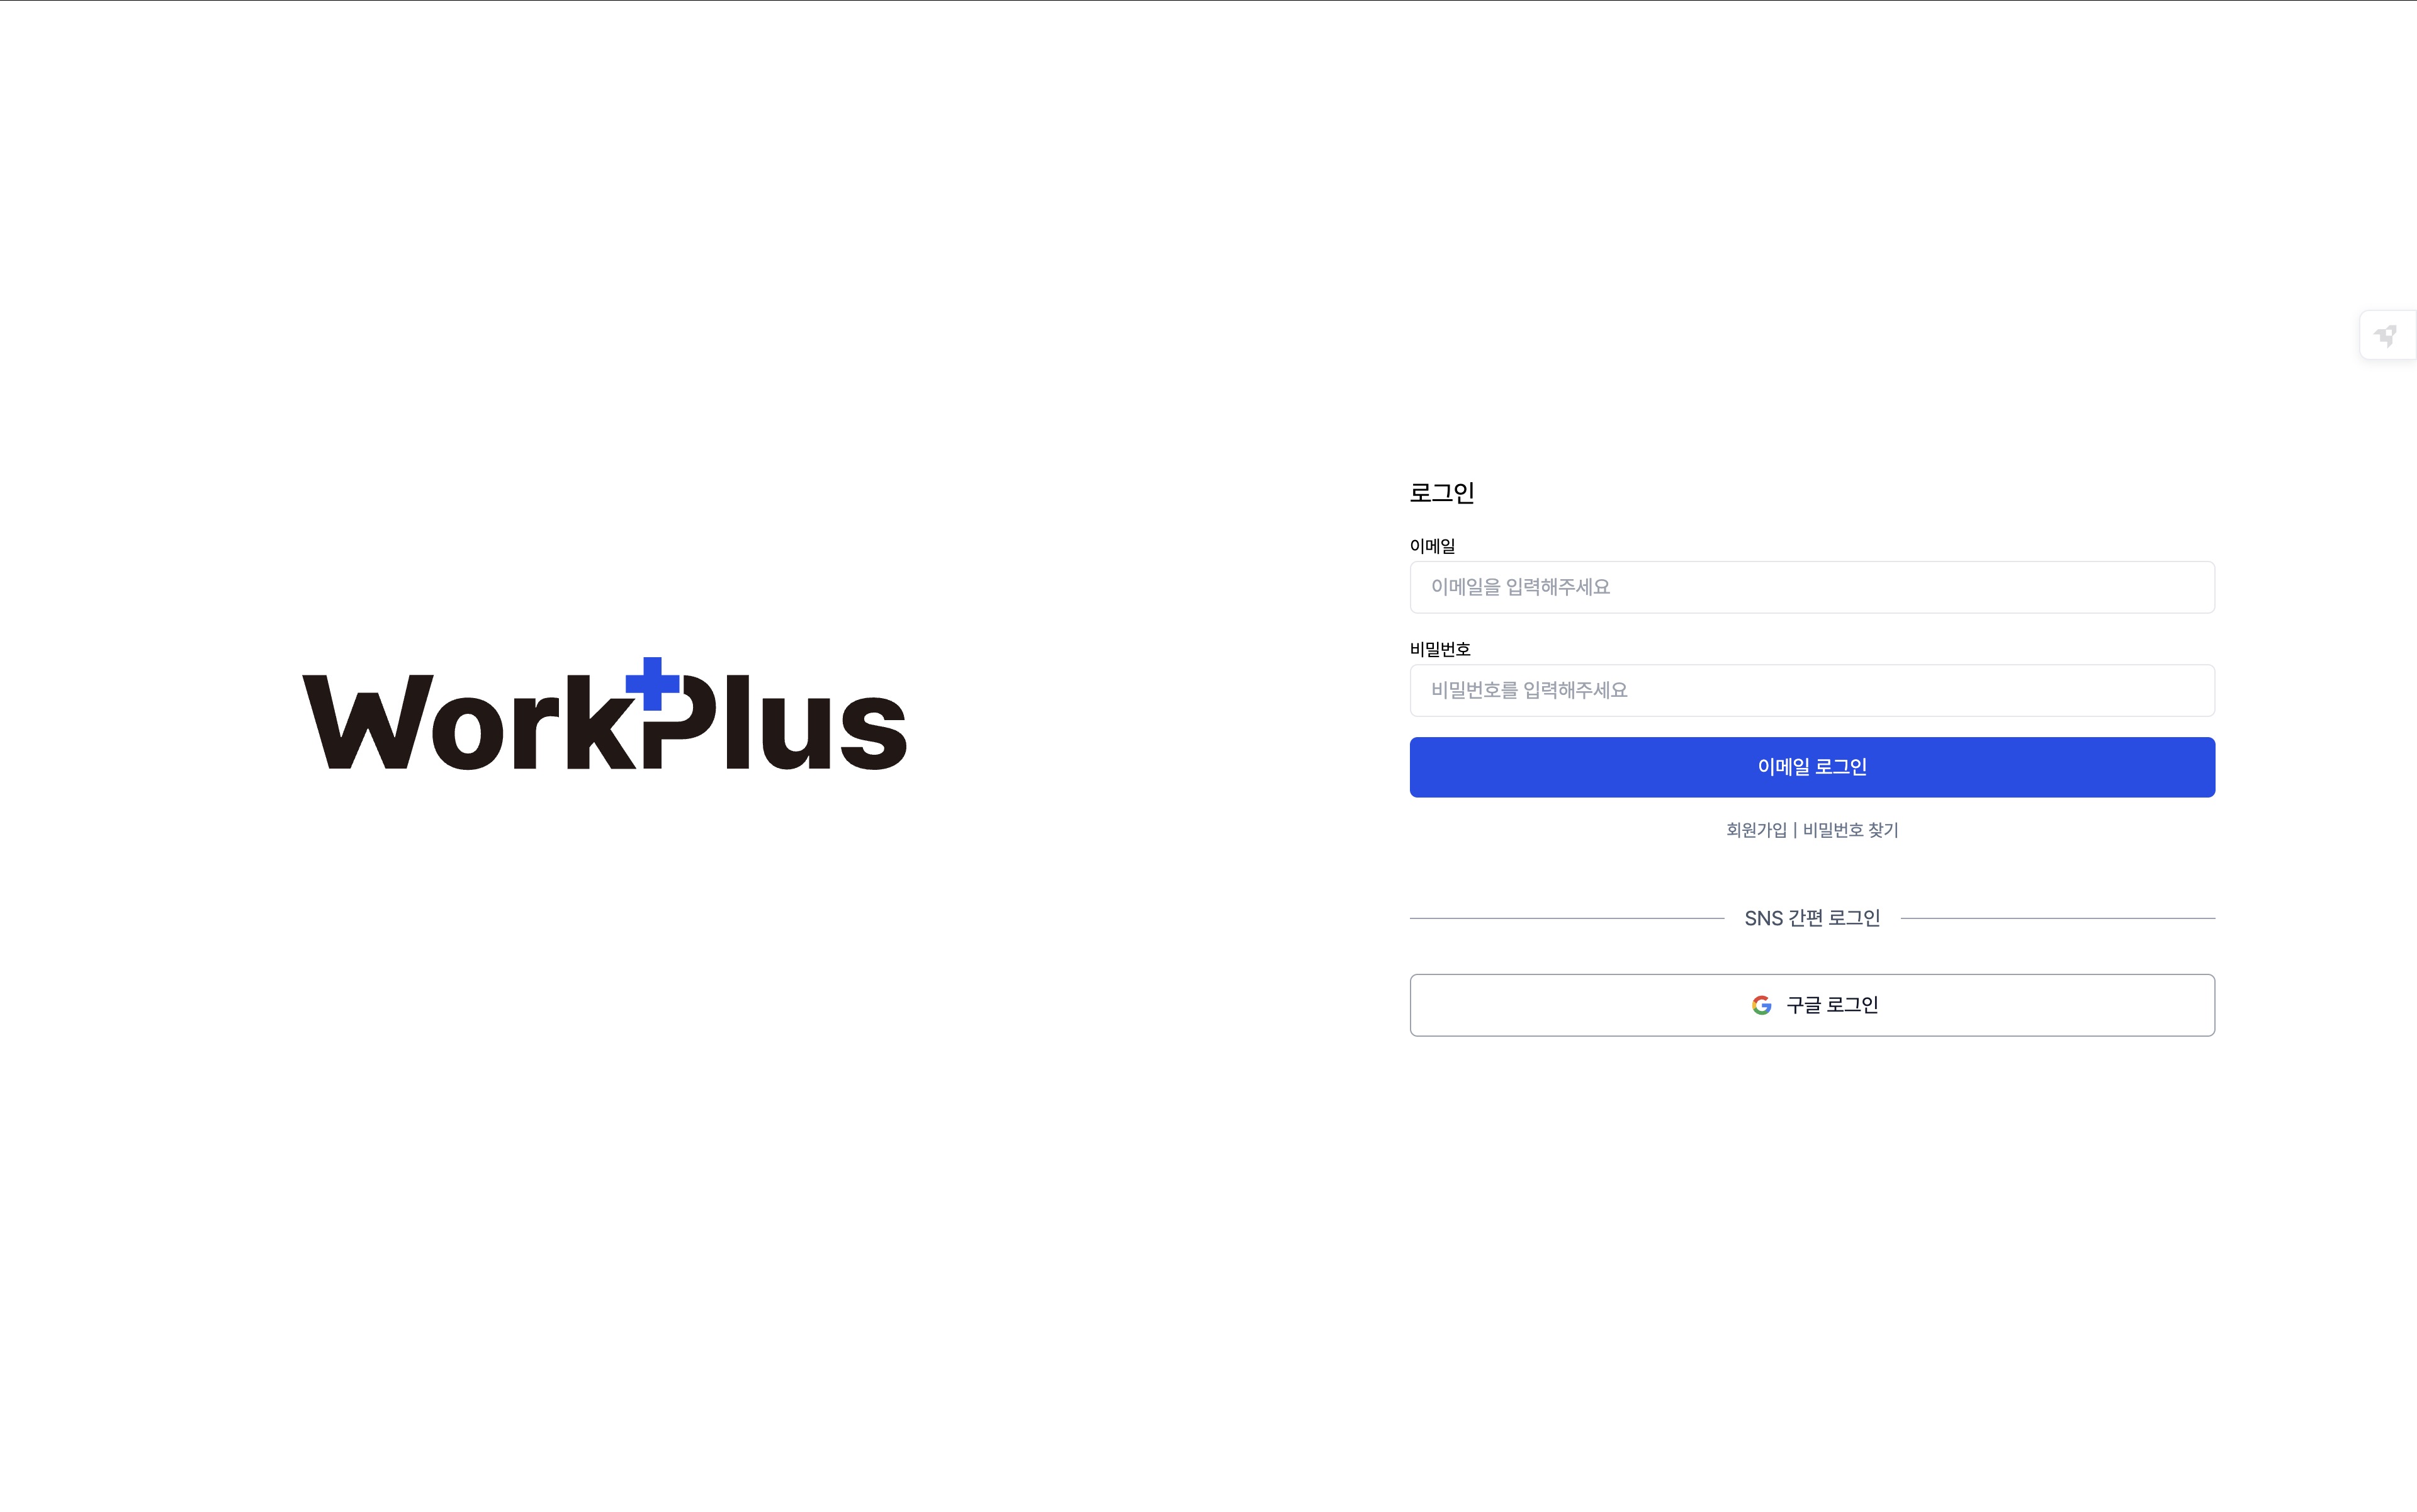 WorkPlus
로그인
이메일
이메일을 입력해주세요
비밀번호
비밀번호를 입력해주세요
이메일 로그인
회원가입 | 비밀번호 찾기
SNS 간편 로그인
구글 로그인